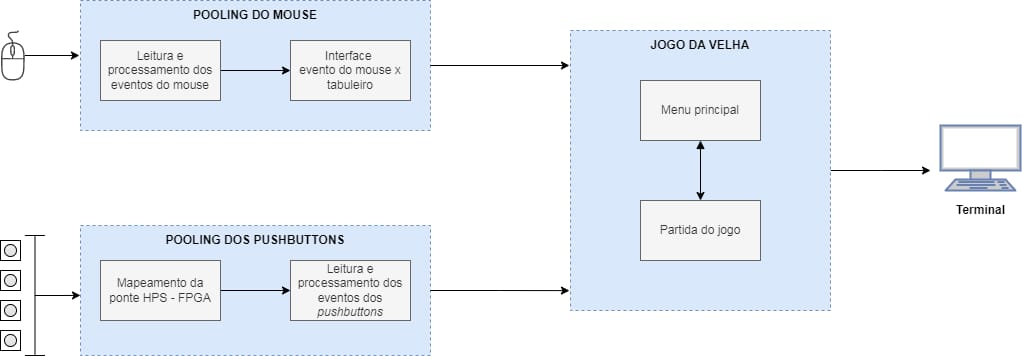 POOLING DO MOUSE
Leitura e
processamento dos
eventos do mouse
Interface
evento do mouse x
tabuleiro
JOGO DA VELHA
Menu principal
Partida do jogo
Terminal
POOLING DOS PUSHBUTTONS
Mapeamento da
ponte HPS - FPGA
Leitura e
processamento dos
eventos dos
pushbuttons